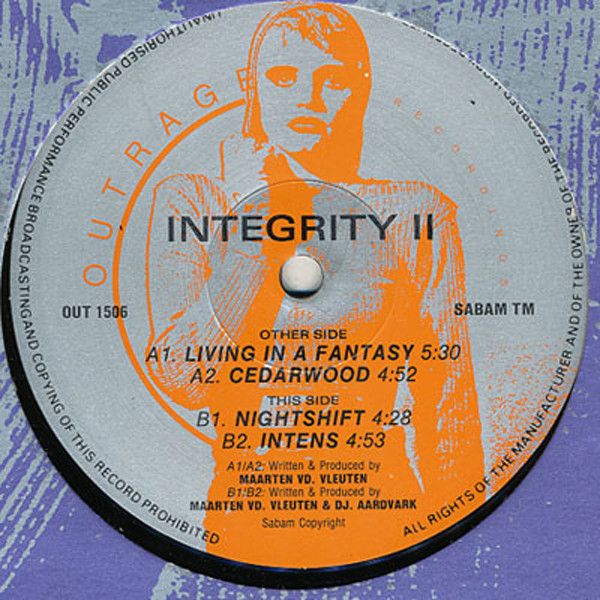 OUTRAGE
RECORDINGS
INTEGRITY II
OUT 1506
SABAM TM
OTHER SIDE
A1. LIVING IN A FANTASY 5:30
A2. CEDARWOOD 4:52
THIS SIDE
B1. NIGHTSHIFT 4:28
B2. INTENS 4:53
A1/A2: Written & Produced by
MAARTEN VD. VLEUTEN
B1/B2: Written & Produced by
MAARTEN VD. VLEUTEN & DJ. AARDVARK
Sabam Copyright
ALL RIGHTS OF THE MANUFACTURER AND OF THE OWNER OF THE RECORDED
UNAUTHORISED PUBLIC PERFORMANCE BROADCASTING AND COPYING OF THIS RECORD PROHIBITED